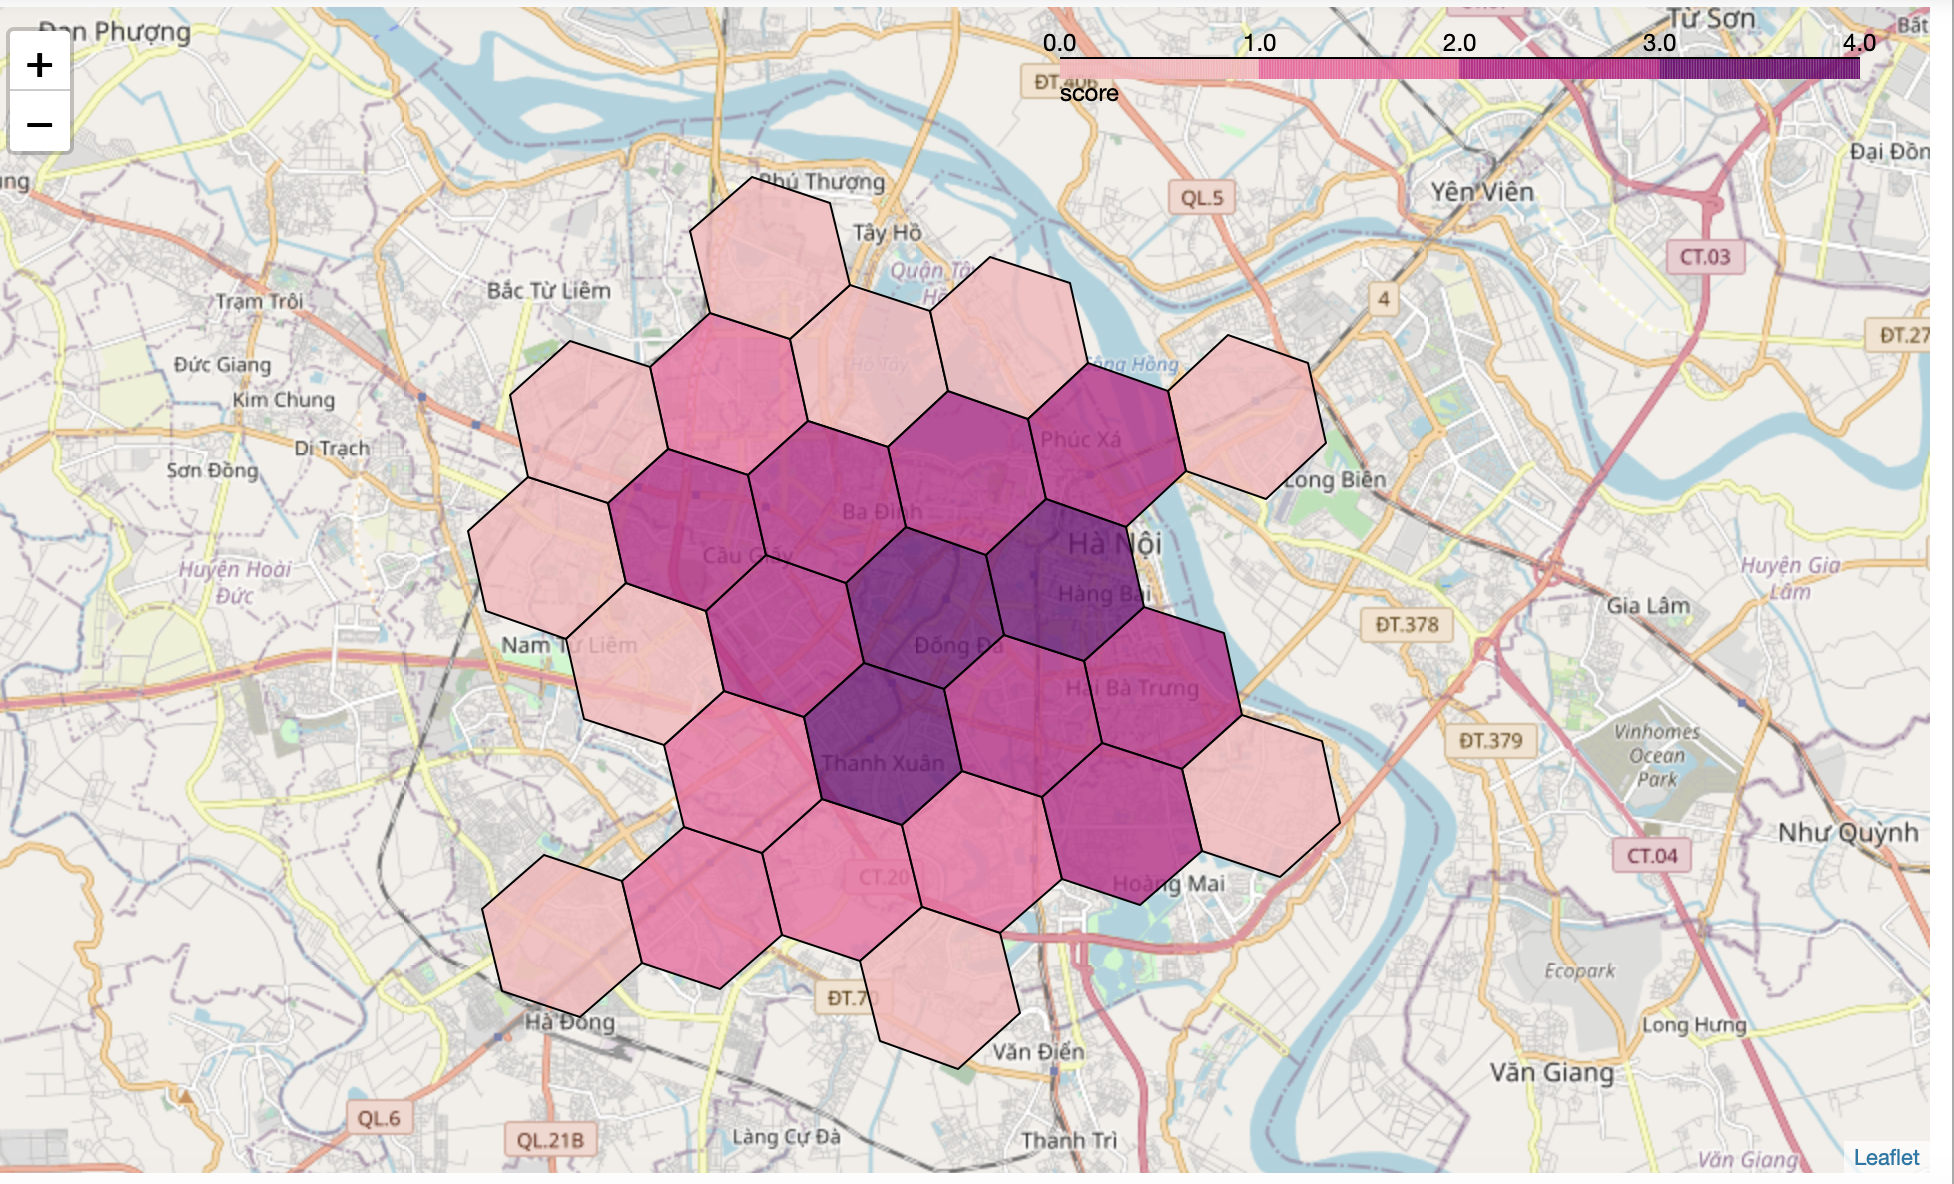 Đan Phượng
Từ Sơn
Bắt
+
−
0.0 1.0 2.0 3.0 4.0
ĐT.406
score
Đại Đồn
ung
Phú Thượng
QL.5
Yên Viên
Tây Hồ
CT.03
Quận Tâ
Hồ
Bắc Từ Liêm
Trạm Trôi
4
ĐT.27
Đức Giang
Hồ Tây
Sông Hồng
Kim Chung
Di Trạch
Phúc Xá
Sơn Đồng
Long Biên
Ba Đình
Hà Nội
Cầu Giấy
Huyện Hoài
Đức
Huyện Gia
Lâm
Hàng Bài
Gia Lâm
ĐT.378
Nam Từ Liêm
Đống Đa
Hai Bà Trưng
Vinhomes
Ocean
Park
ĐT.379
Thanh Xuân
Như Quỳnh
CT.04
CT.20
Hoàng Mai
Ecopark
ĐT.70
Hà Đông
Long Hưng
Văn Điển
Văn Giang
QL.6
QL.21B
Làng Cự Đà
Thanh Trì
Văn Giang
Leaflet